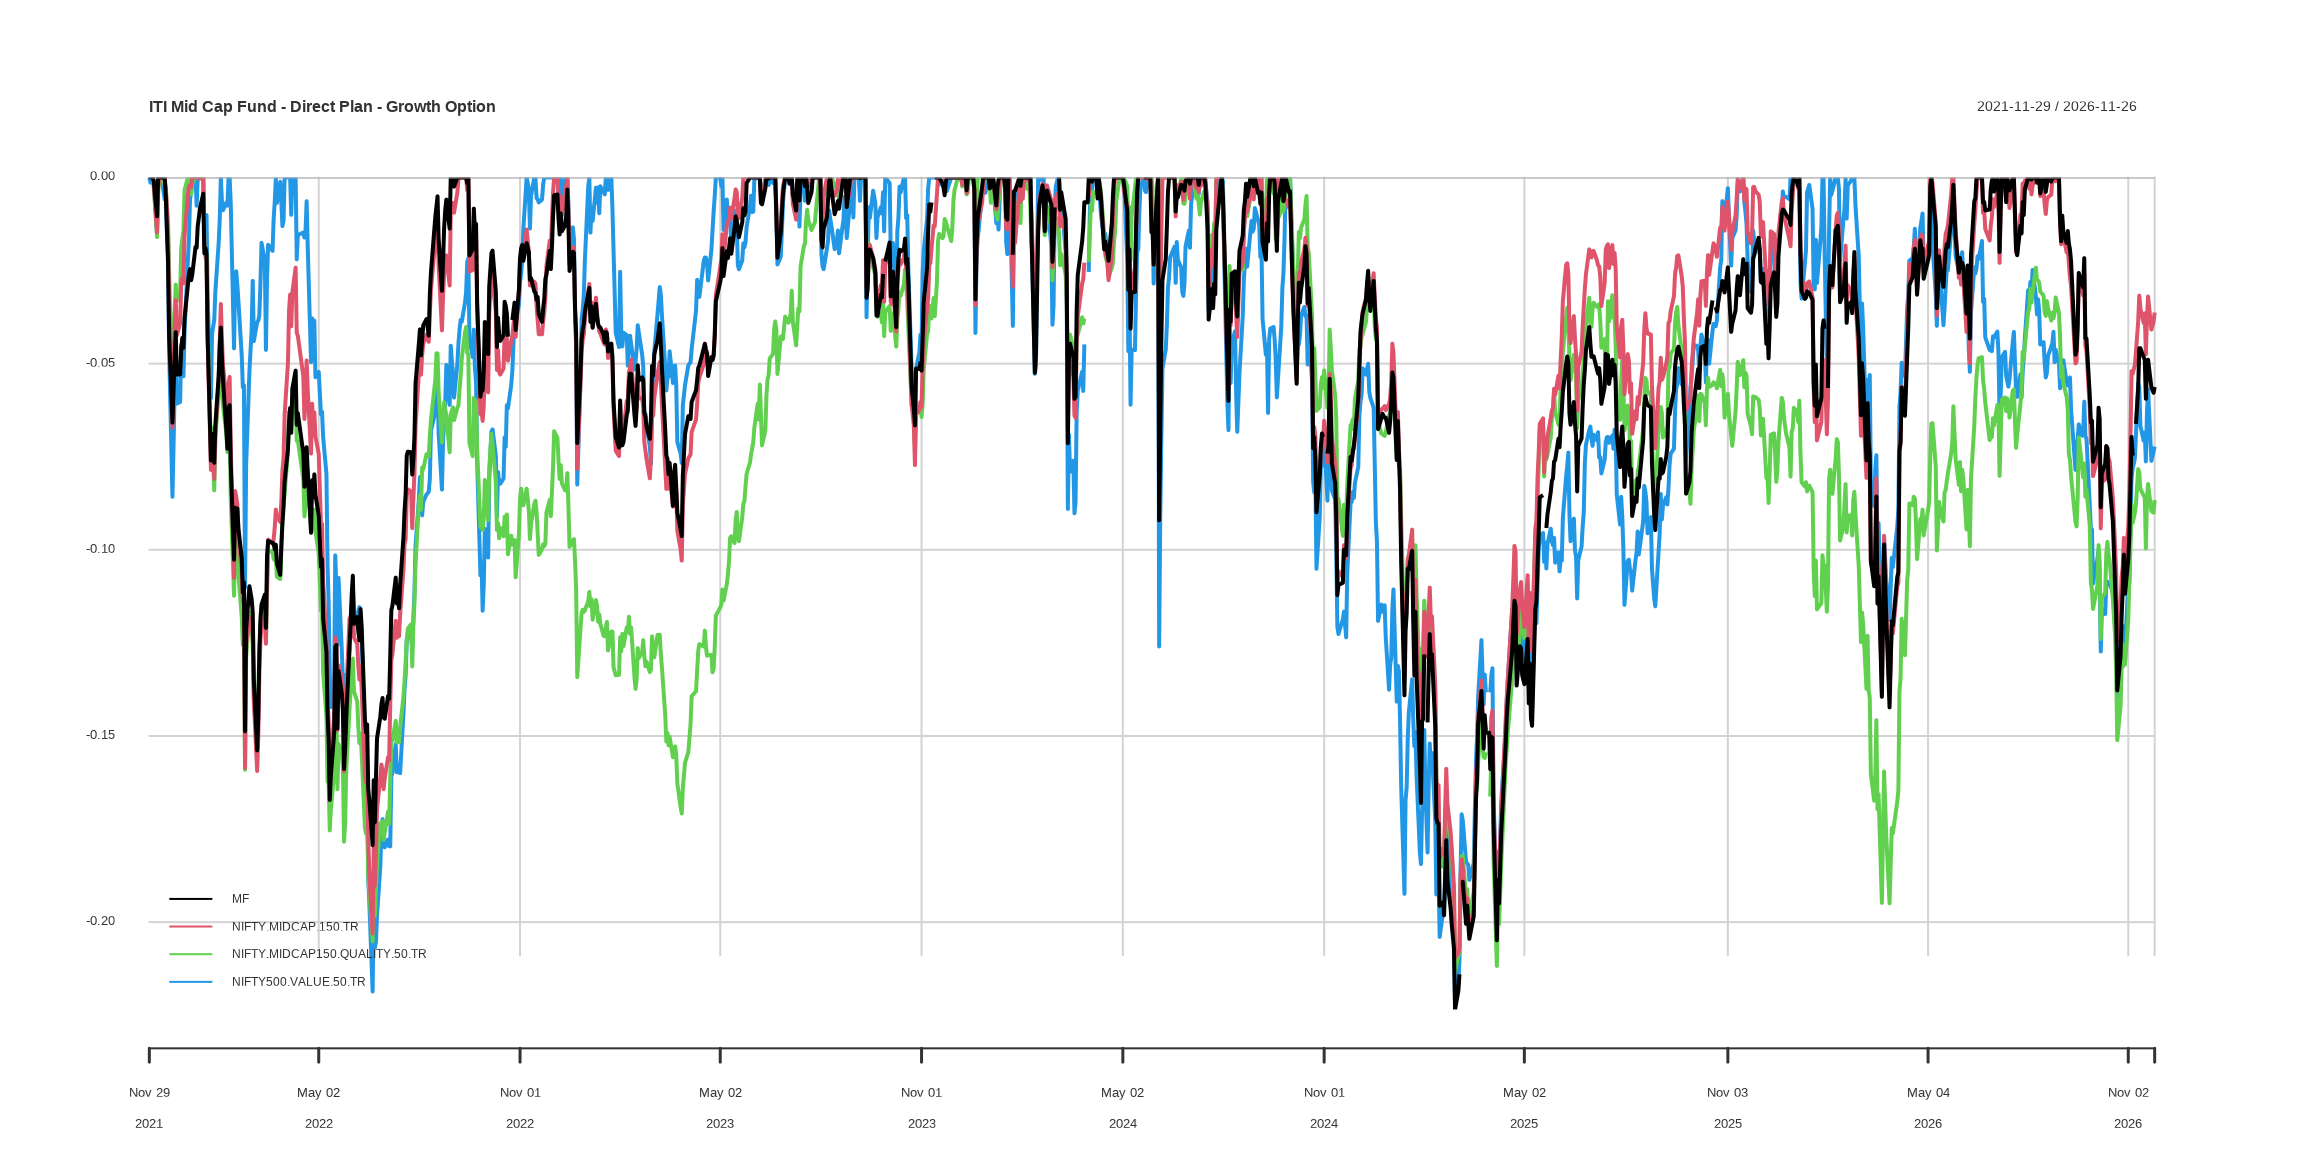 ITI Mid Cap Fund - Direct Plan - Growth Option
2021-11-29 / 2026-11-26
0.00
-0.05
-0.10
-0.15
-0.20
MF
NIFTY.MIDCAP.150.TR
NIFTY.MIDCAP150.QUALITY.50.TR
NIFTY500.VALUE.50.TR
Nov 29 May 02 Nov 01 May 02 Nov 01 May 02 Nov 01 May 02 Nov 03 May 04 Nov 02
2021 2022 2022 2023 2023 2024 2024 2025 2025 2026 2026